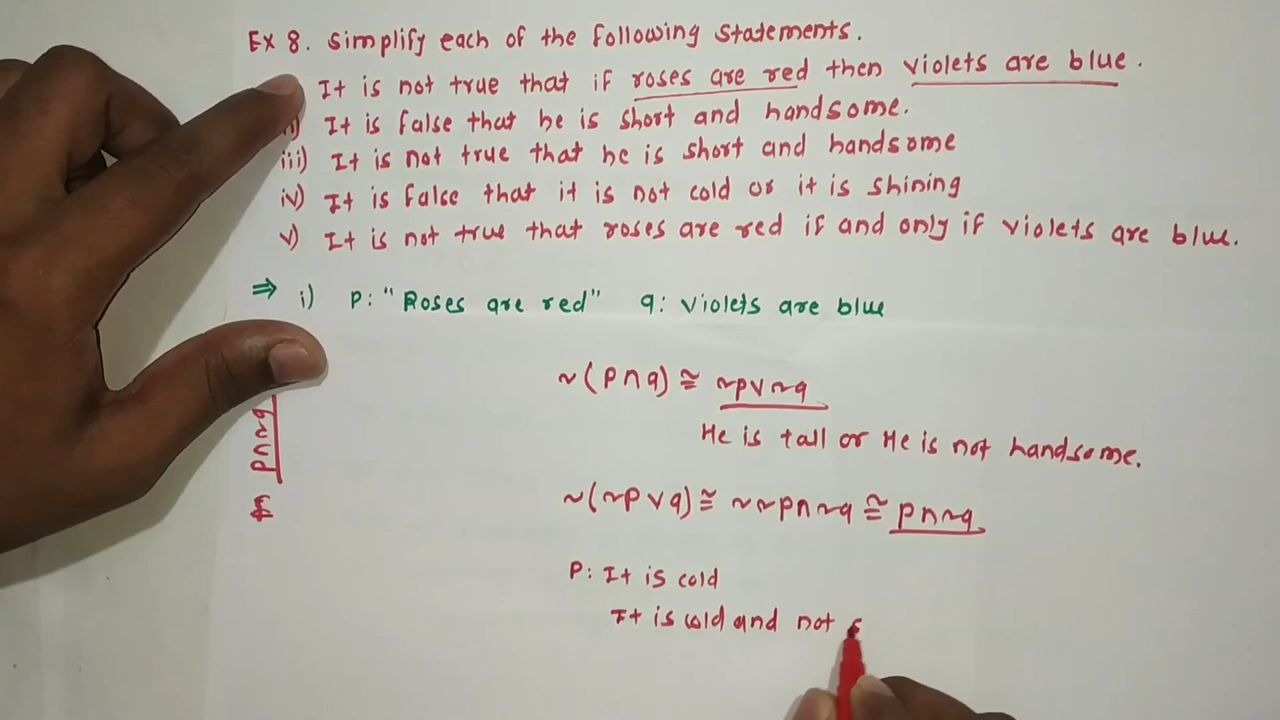 Ex 8. Simplify each of the following statements.
It is not true that if roses are red then violets are blue.
ii) It is false that he is short and handsome.
iii) It is not true that he is short and handsome
iv) It is false that it is not cold or it is shining
v) It is not true that roses are red if and only if violets are blue.
⇒ i) P: "Roses are red" q: violets are blue
~(p∩q) ≅ ~p∨~q
He is tall or He is not handsome.
~(~p∨q) ≅ ~~p∩~q ≅ p∩~q
P: It is cold
It is cold and not s
p∩~q